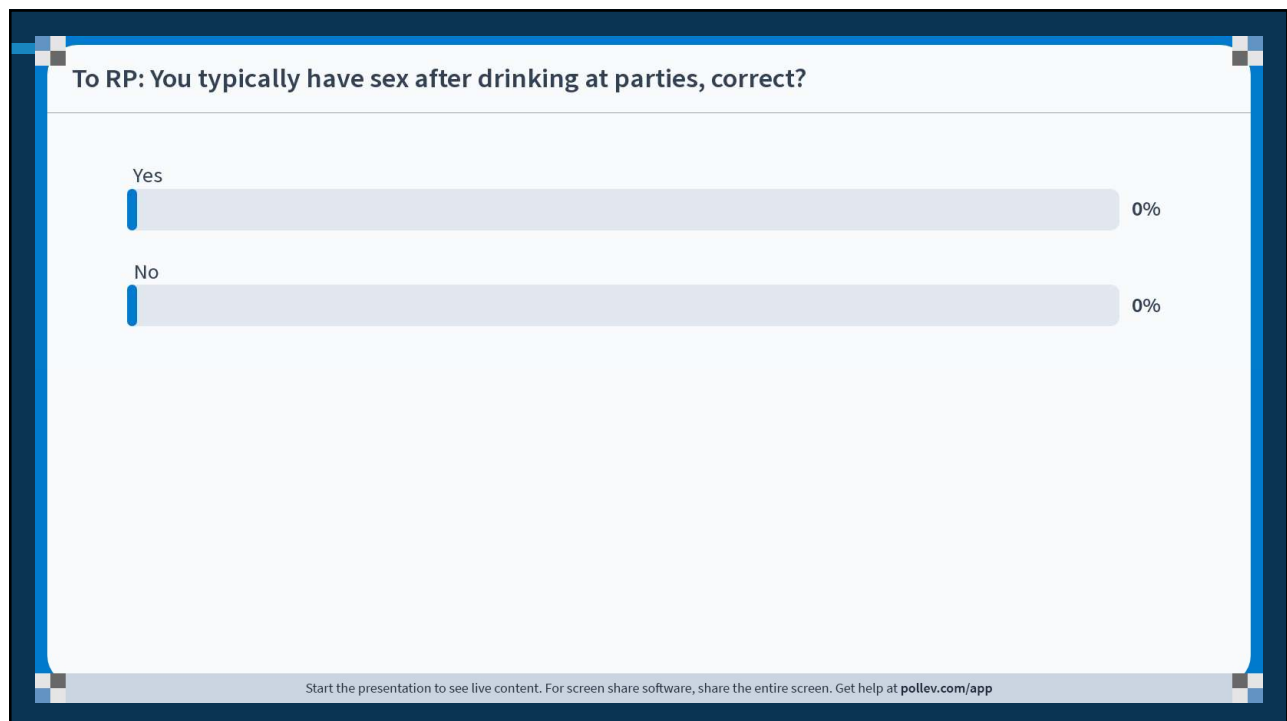 To RP: You typically have sex after drinking at parties, correct?
Yes
0%
No
0%
Start the presentation to see live content. For screen share software, share the entire screen. Get help at pollev.com/app